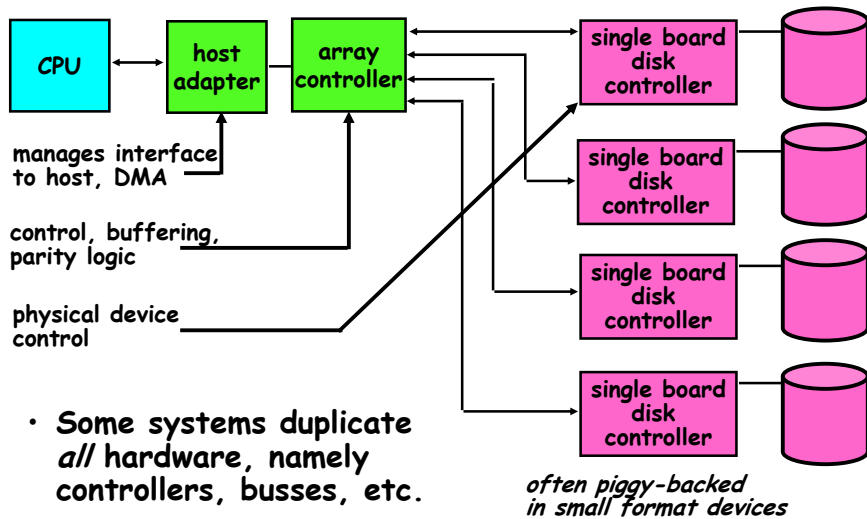 CPU
host
adapter
array
controller
single board
disk
controller
manages interface
to host, DMA
single board
disk
controller
control, buffering,
parity logic
single board
disk
controller
physical device
control
single board
disk
controller
· Some systems duplicate
all hardware, namely
controllers, busses, etc.
often piggy-backed
in small format devices